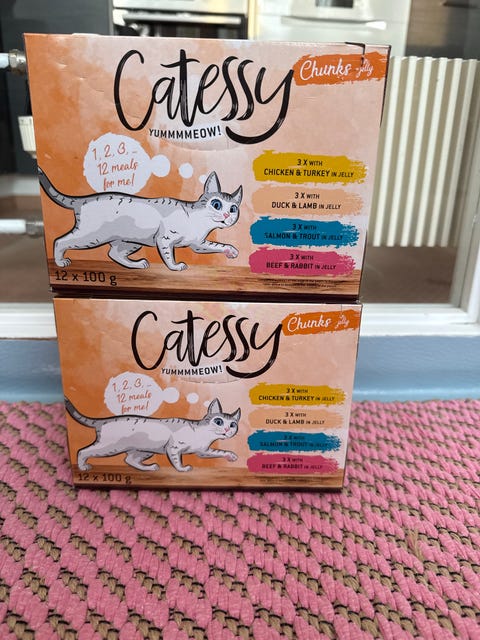 Catessy
Chunks in jelly
YUMMMMEOW!
1, 2, 3, ...
12 meals
for me!
3 X WITH
CHICKEN & TURKEY IN JELLY
3 X WITH
DUCK & LAMB IN JELLY
3 X WITH
SALMON & TROUT IN JELLY
3 X WITH
BEEF & RABBIT IN JELLY
12 x 100 g
Catessy
Chunks in jelly
YUMMMMEOW!
1, 2, 3, ...
12 meals
for me!
3 X WITH
CHICKEN & TURKEY IN JELLY
3 X WITH
DUCK & LAMB IN JELLY
3 X WITH
SALMON & TROUT IN JELLY
3 X WITH
BEEF & RABBIT IN JELLY
12 x 100 g